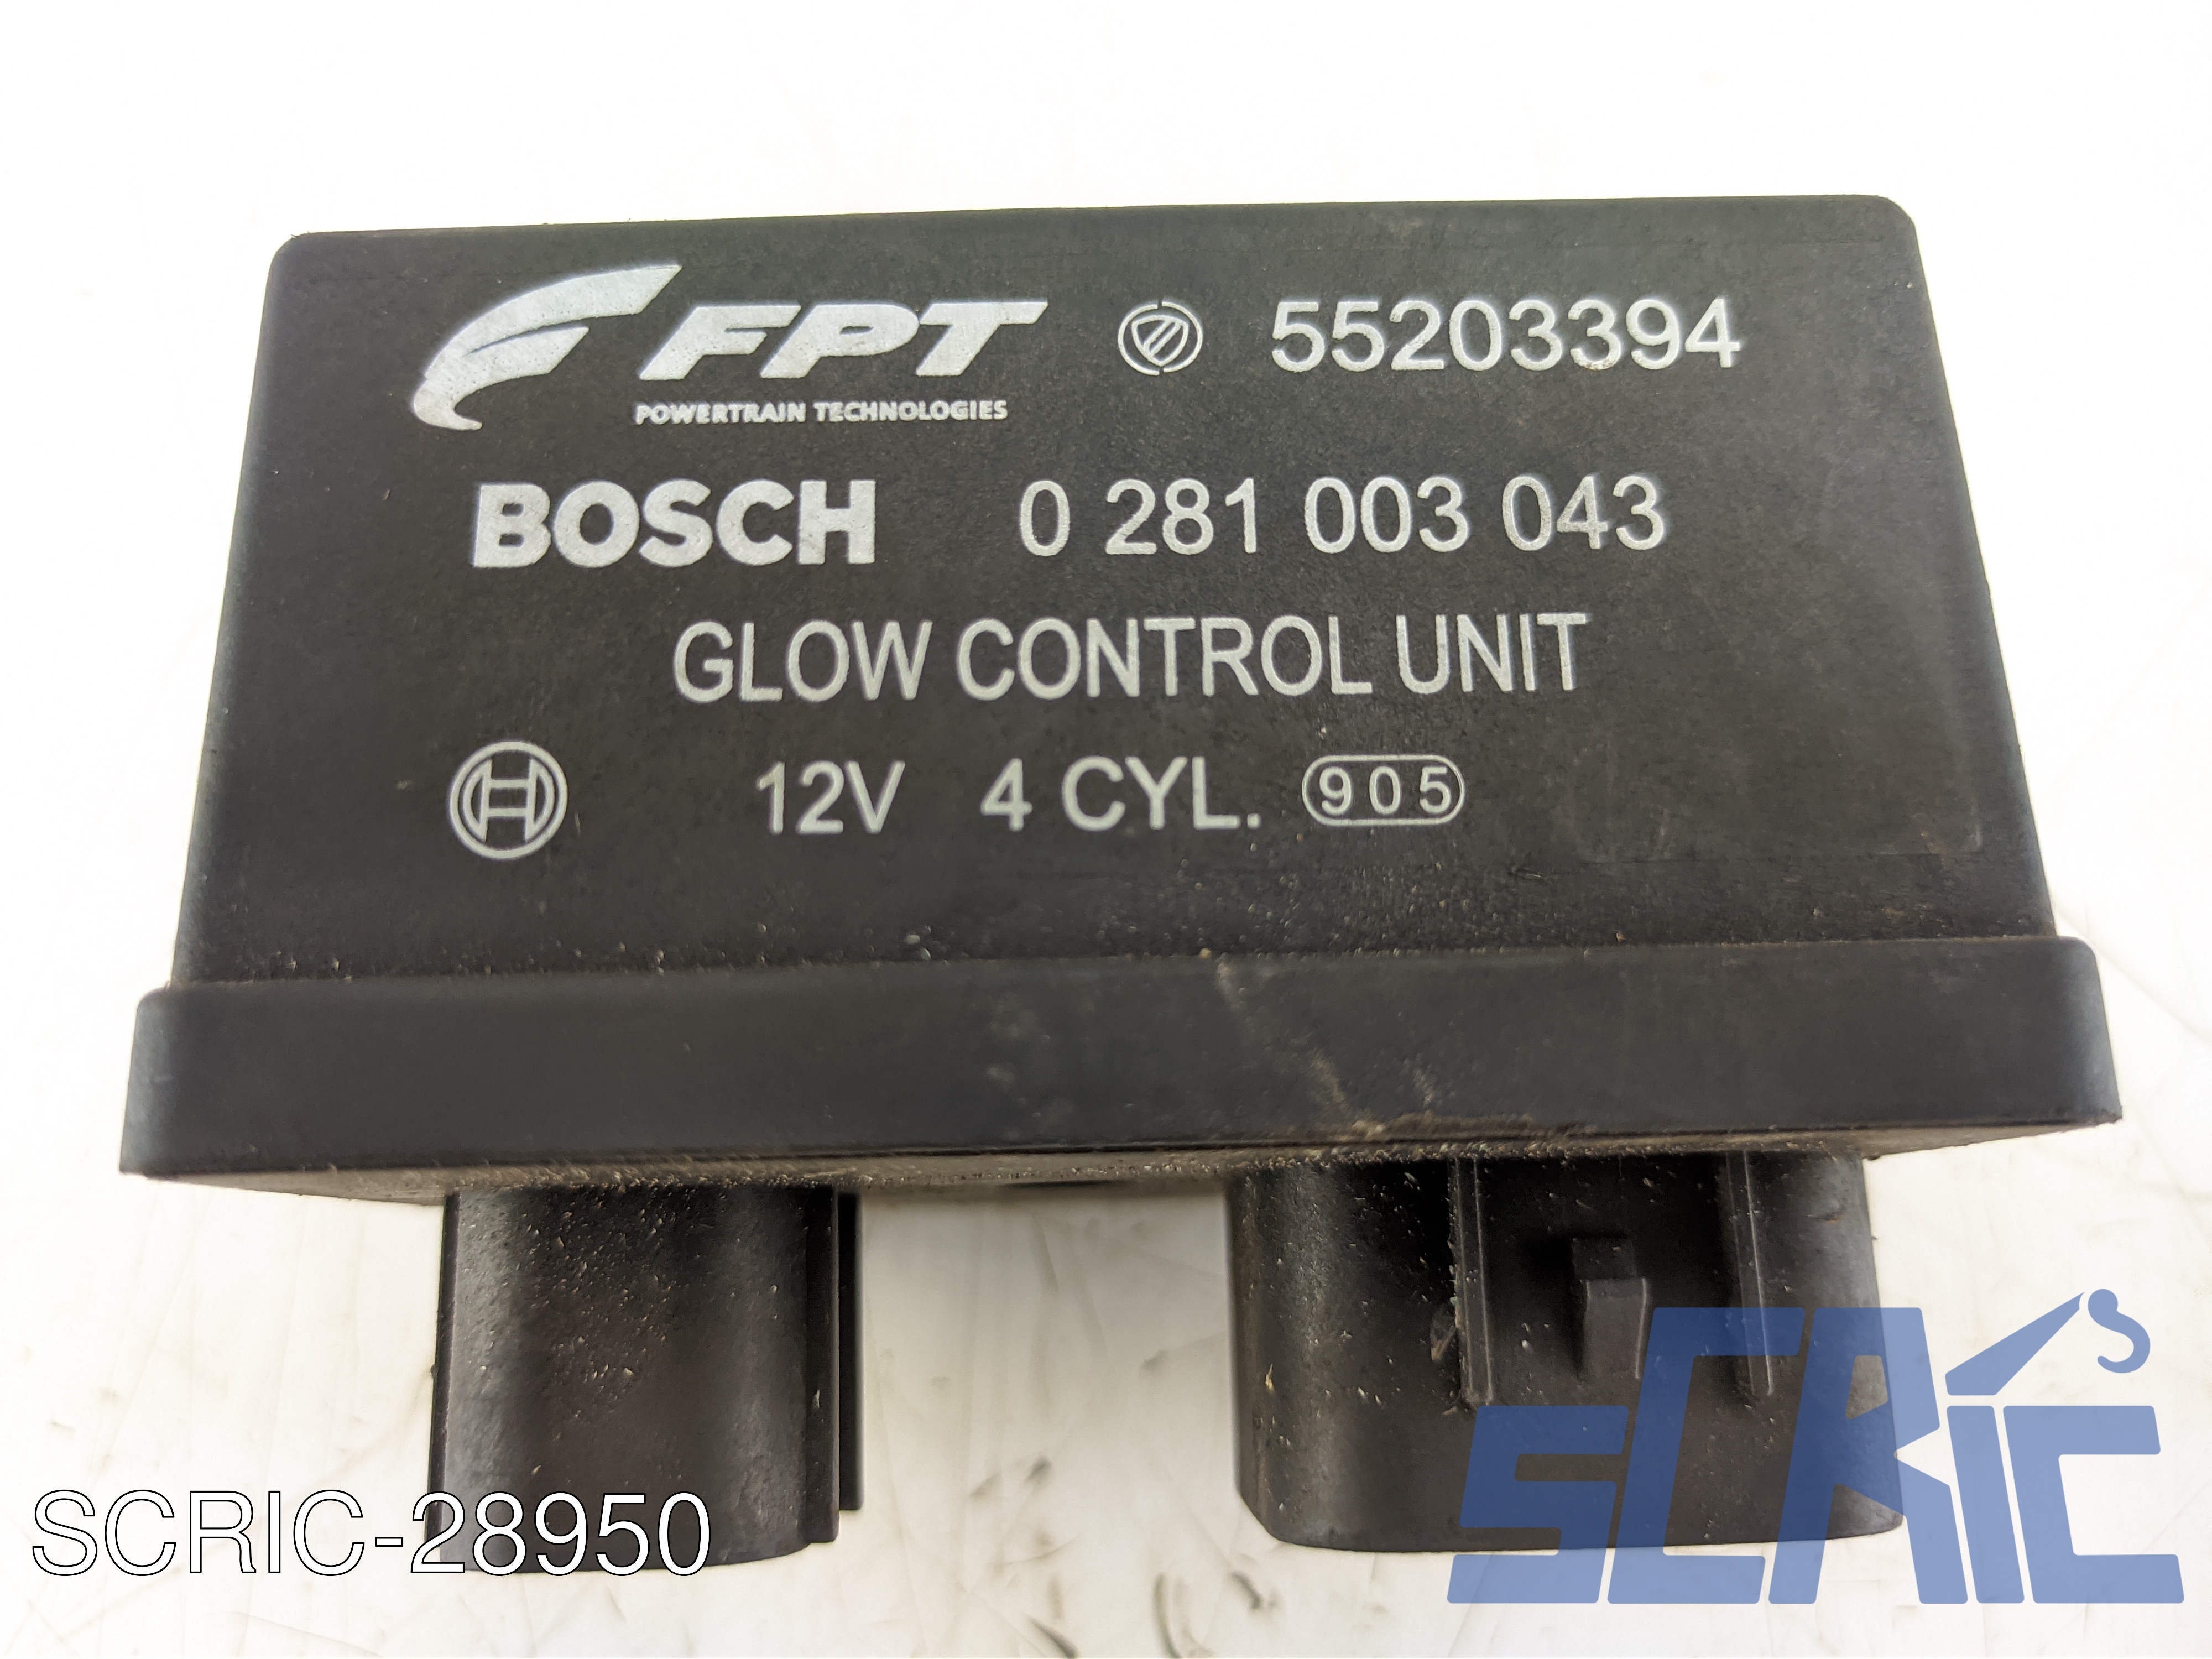 FPT 55203394
POWERTRAIN TECHNOLOGIES
BOSCH 0 281 003 043
GLOW CONTROL UNIT
12V 4 CYL. 905
SCRIC
SCRIC-28950